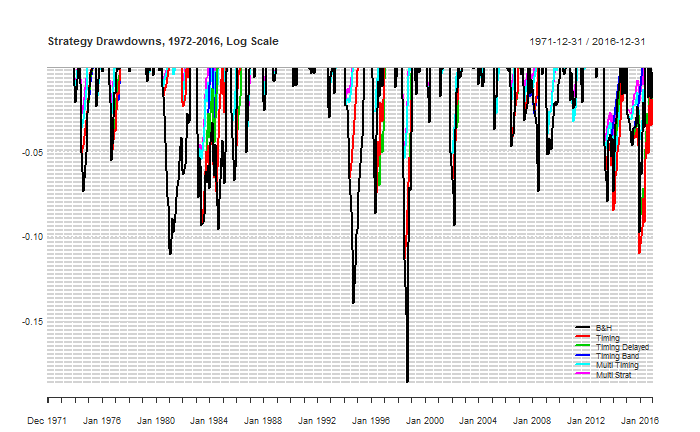 Strategy Drawdowns, 1972-2016, Log Scale
1971-12-31 / 2016-12-31
-0.05
-0.10
-0.15
B&H
Timing
Timing Delayed
Timing Band
Multi Timing
Multi Strat
Dec 1971 Jan 1976 Jan 1980 Jan 1984 Jan 1988 Jan 1992 Jan 1996 Jan 2000 Jan 2004 Jan 2008 Jan 2012 Jan 2016